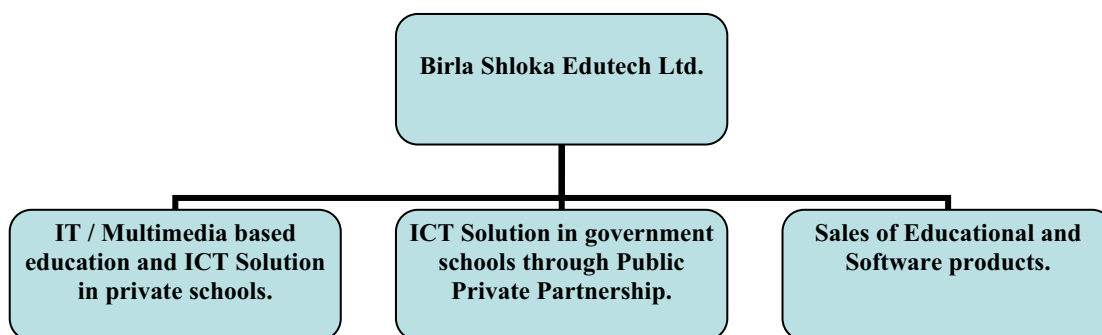 Birla Shloka Edutech Ltd.
IT / Multimedia based
education and ICT Solution
in private schools.
ICT Solution in government
schools through Public
Private Partnership.
Sales of Educational and
Software products.